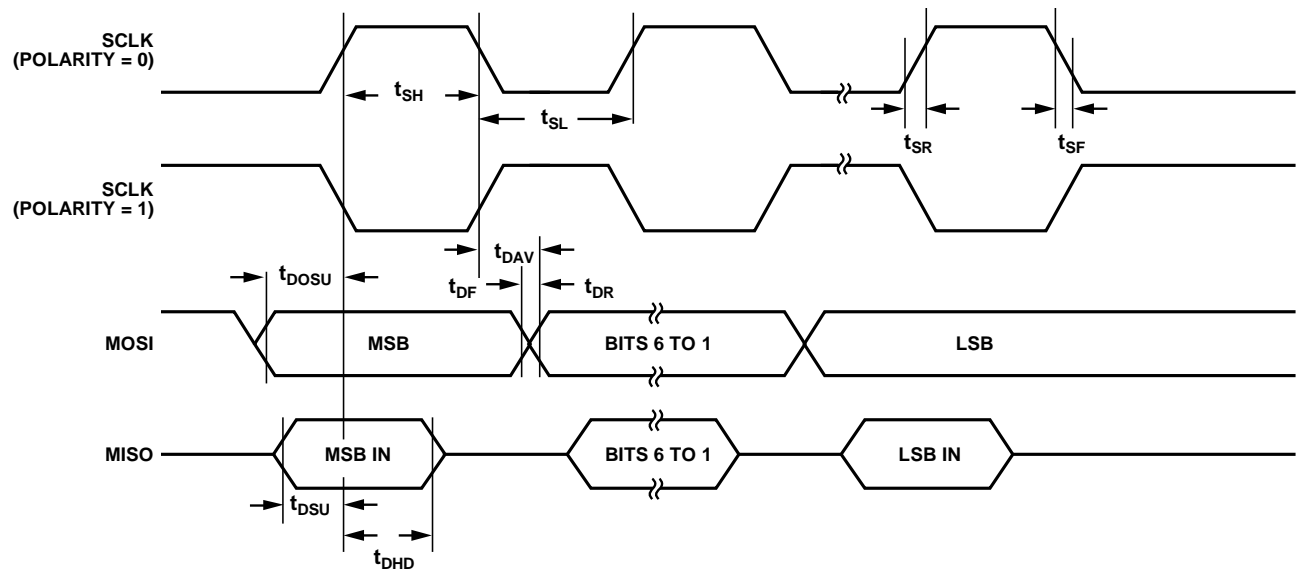 SCLK
(POLARITY = 0)
tSH
tSL
tSR
tSF
SCLK
(POLARITY = 1)
tDAV
tDOSU
tDF
tDR
MOSI
MSB
BITS 6 TO 1
LSB
MISO
MSB IN
BITS 6 TO 1
LSB IN
tDSU
tDHD